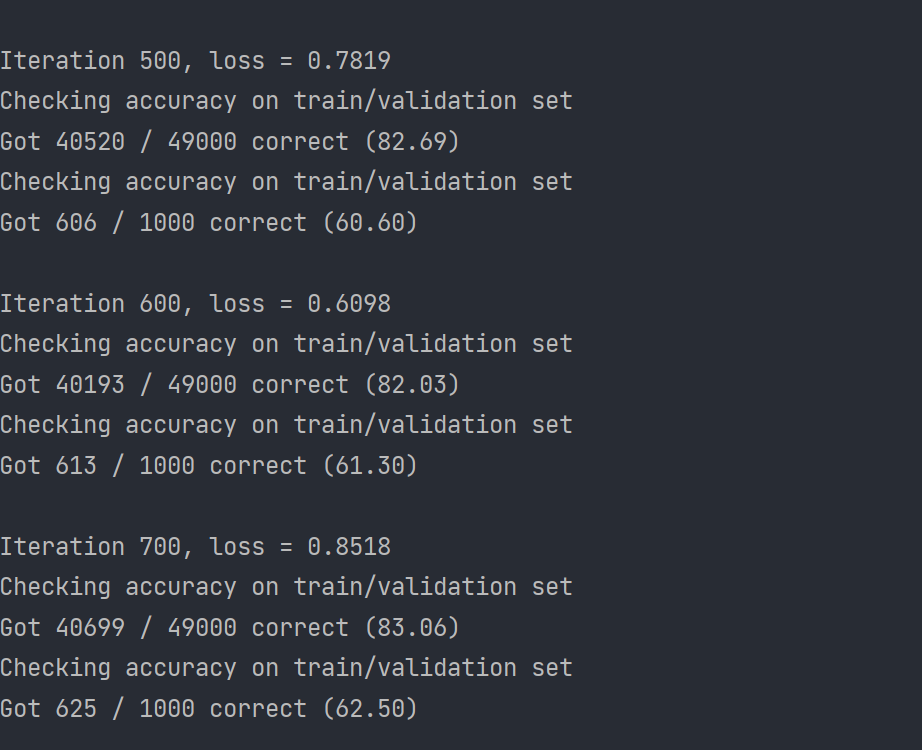 Iteration 500, loss = 0.7819
Checking accuracy on train/validation set
Got 40520 / 49000 correct (82.69)
Checking accuracy on train/validation set
Got 606 / 1000 correct (60.60)
Iteration 600, loss = 0.6098
Checking accuracy on train/validation set
Got 40193 / 49000 correct (82.03)
Checking accuracy on train/validation set
Got 613 / 1000 correct (61.30)
Iteration 700, loss = 0.8518
Checking accuracy on train/validation set
Got 40699 / 49000 correct (83.06)
Checking accuracy on train/validation set
Got 625 / 1000 correct (62.50)